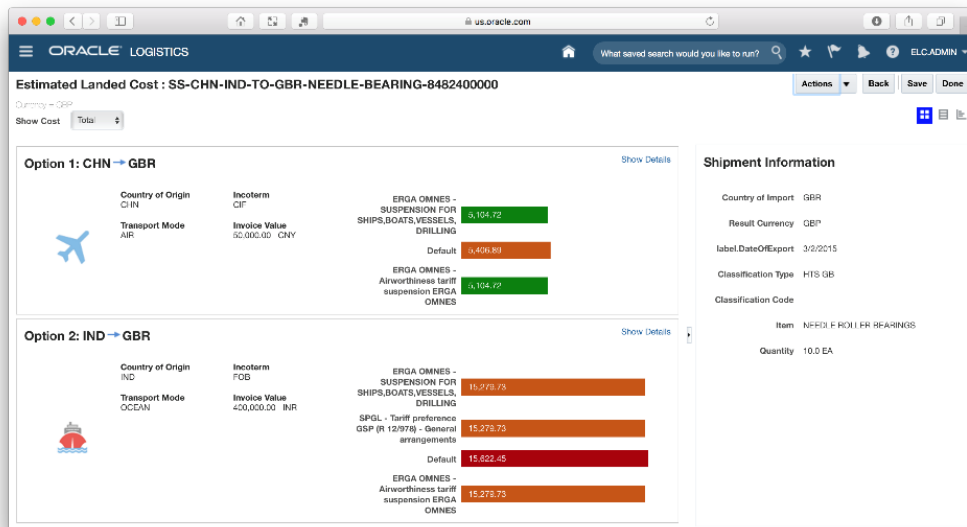 us.oracle.com
ORACLE LOGISTICS
What saved search would you like to run?
ELC.ADMIN
Estimated Landed Cost : SS-CHN-IND-TO-GBR-NEEDLE-BEARING-8482400000
Actions
Back
Save
Done
Currency = GBP
Show Cost
Total
Option 1: CHN GBR
Show Details
Country of Origin
CHN
Incoterm
CIF
Transport Mode
AIR
Invoice Value
50,000.00 CNY
ERGA OMNES -
SUSPENSION FOR
SHIPS,BOATS,VESSELS,
DRILLING
5,104.72
Default
5,406.89
ERGA OMNES -
Airworthiness tariff
suspension ERGA
OMNES
5,104.72
Option 2: IND GBR
Show Details
Country of Origin
IND
Incoterm
FOB
Transport Mode
OCEAN
Invoice Value
400,000.00 INR
ERGA OMNES -
SUSPENSION FOR
SHIPS,BOATS,VESSELS,
DRILLING
15,279.73
SPGL - Tariff preference
GSP (R 12/978) - General
arrangements
15,279.73
Default
15,622.45
ERGA OMNES -
Airworthiness tariff
suspension ERGA
OMNES
15,279.73
Shipment Information
Country of Import GBR
Result Currency GBP
label.DateOfExport 3/2/2015
Classification Type HTS GB
Classification Code
Item NEEDLE ROLLER BEARINGS
Quantity 10.0 EA